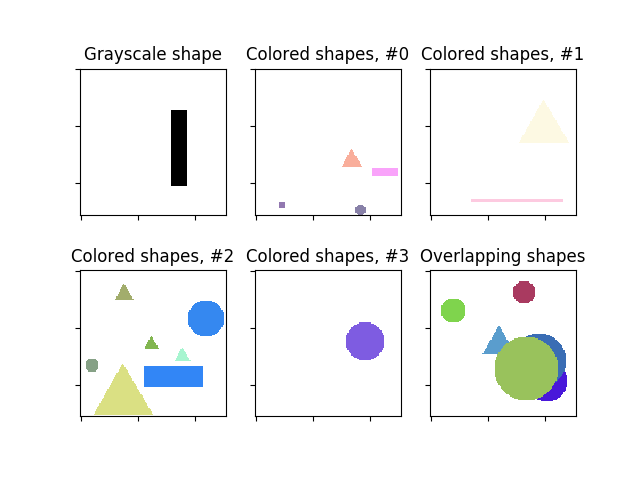 Grayscale shape
Colored shapes, #0
Colored shapes, #1
Colored shapes, #2
Colored shapes, #3
Overlapping shapes